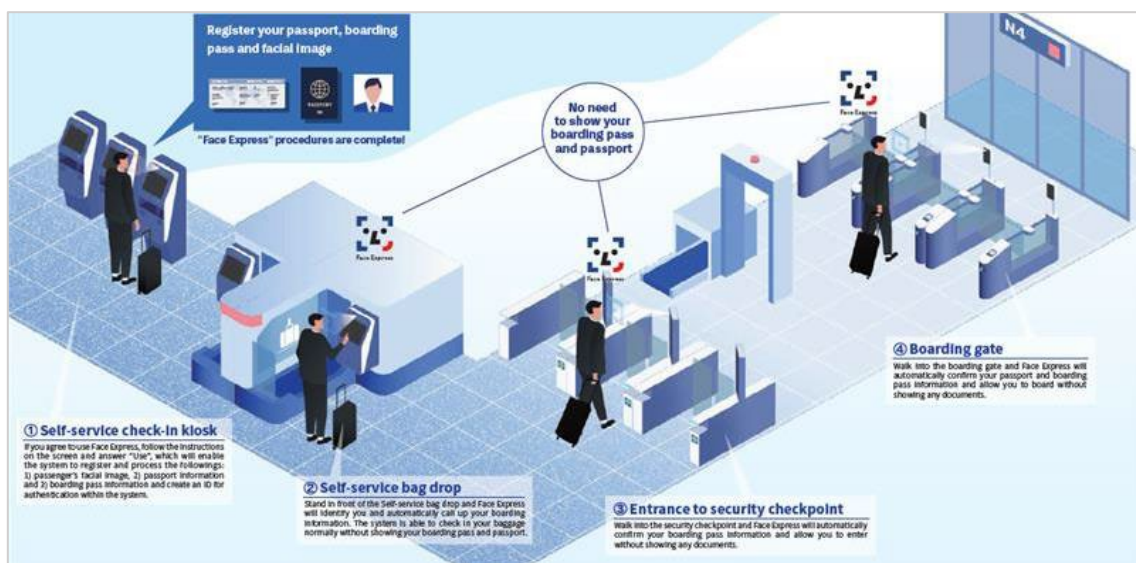 Register your passport, boarding
pass and facial image
PASSPORT
"Face Express" procedures are complete!
No need
to show your
boarding pass
and passport
Face Express
Face Express
Face Express
N4
① Self-service check-in kiosk
If you agree to use Face Express, follow the instructions
on the screen and answer "Use", which will enable
the system to register and process the followings:
1) passenger's facial image, 2) passport information
and 3) boarding pass information and create an ID for
authentication within the system.
② Self-service bag drop
Stand in front of the Self-service bag drop and Face Express
will identify you and automatically call up your boarding
information. The system is able to check in your baggage
normally without showing your boarding pass and passport.
③ Entrance to security checkpoint
Walk into the security checkpoint and Face Express will automatically
confirm your boarding pass information and allow you to enter
without showing any documents.
④ Boarding gate
Walk into the boarding gate and Face Express will
automatically confirm your passport and boarding
pass information and allow you to board without
showing any documents.